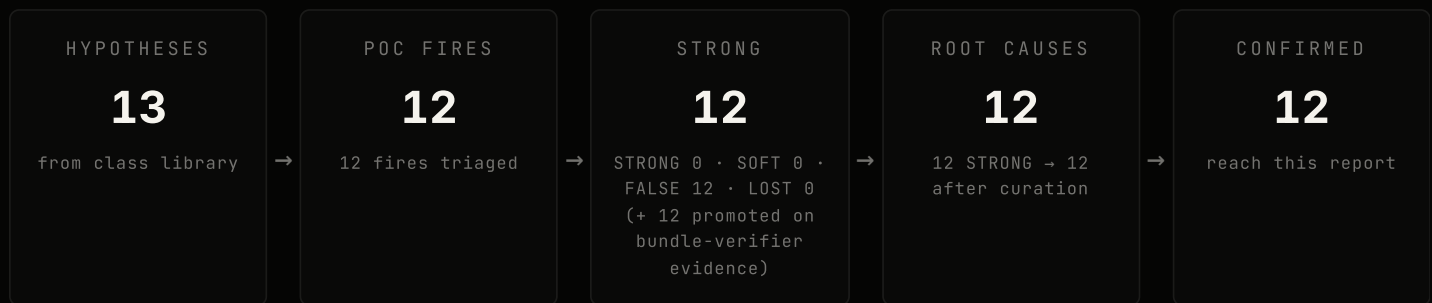 HYPOTHESES
13
from class library
→
POC FIRES
12
12 fires triaged
→
STRONG
12
STRONG 0 · SOFT 0 ·
FALSE 12 · LOST 0
(+ 12 promoted on
bundle-verifier
evidence)
→
ROOT CAUSES
12
12 STRONG → 12
after curation
→
CONFIRMED
12
reach this report